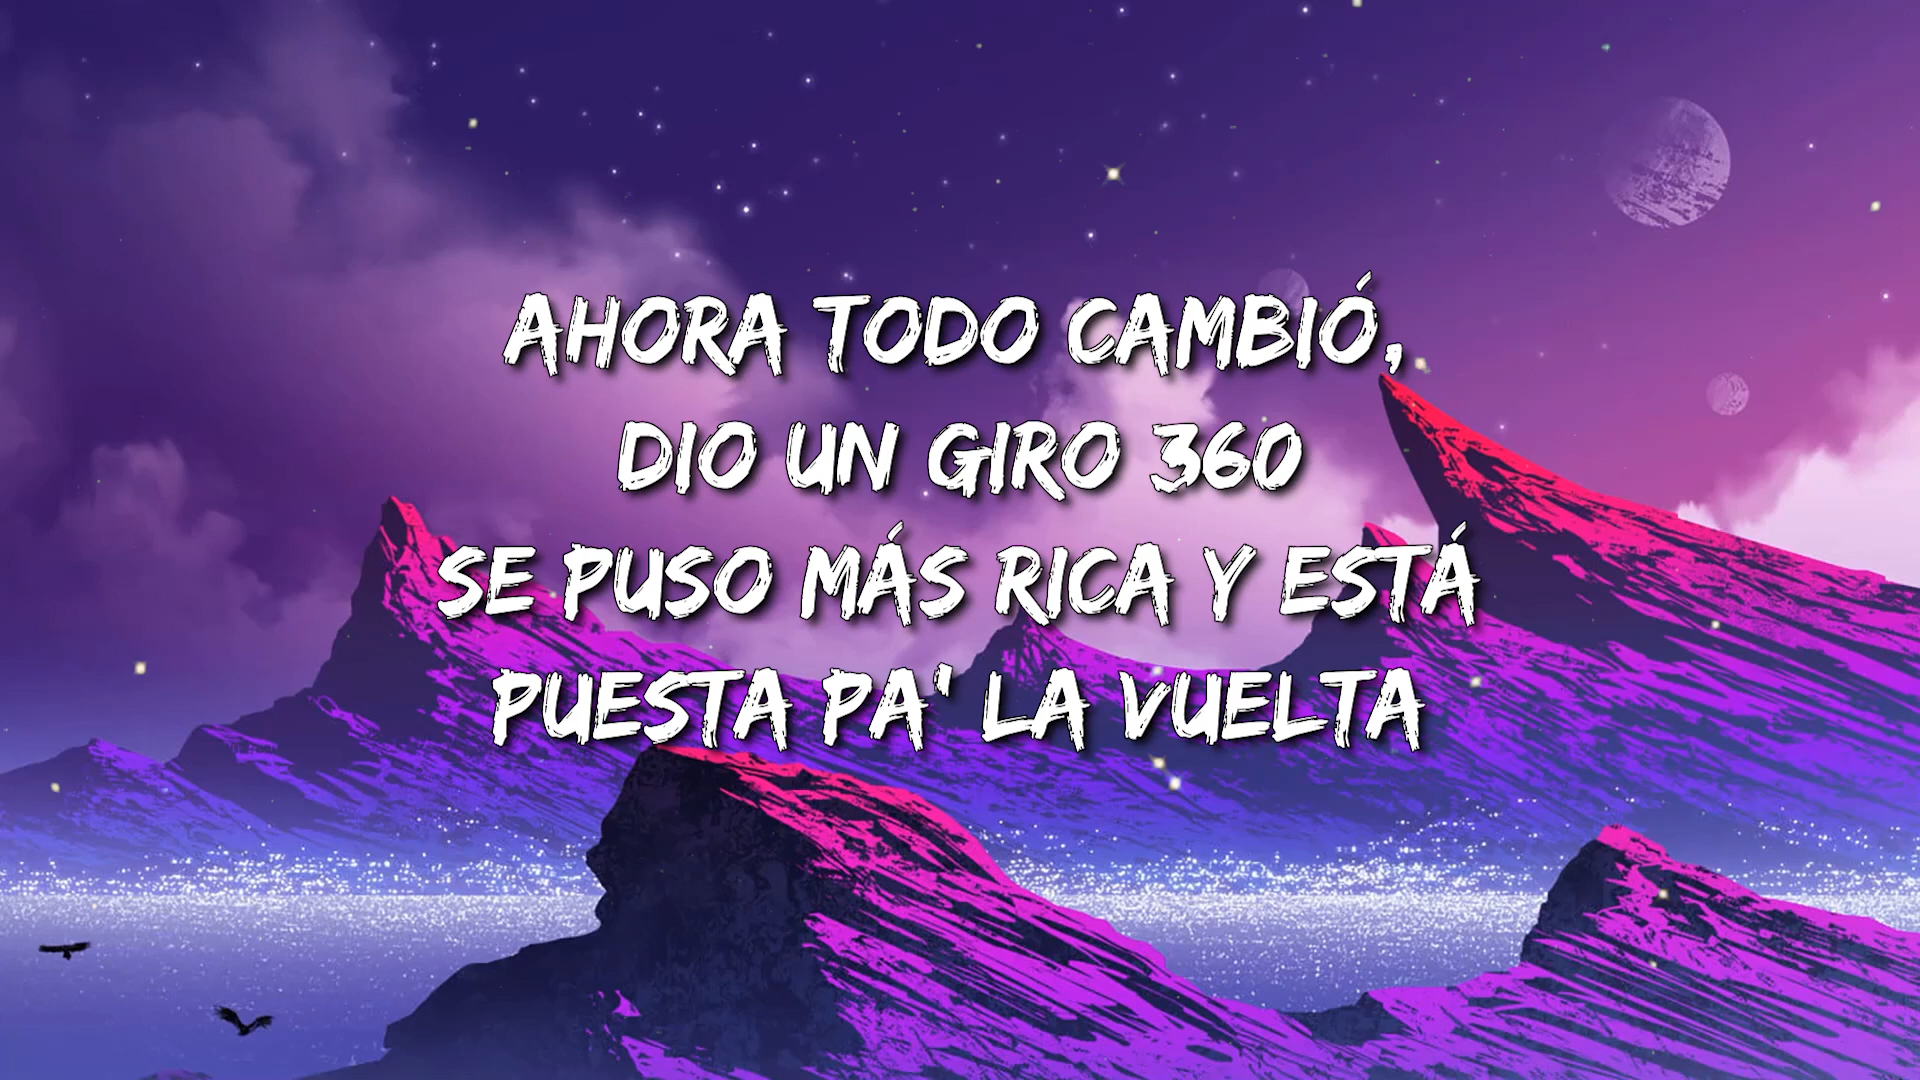 AHORA TODO CAMBIÓ,
DIO UN GIRO 360
SE PUSO MÁS RICA Y ESTÁ
PUESTA PA' LA VUELTA